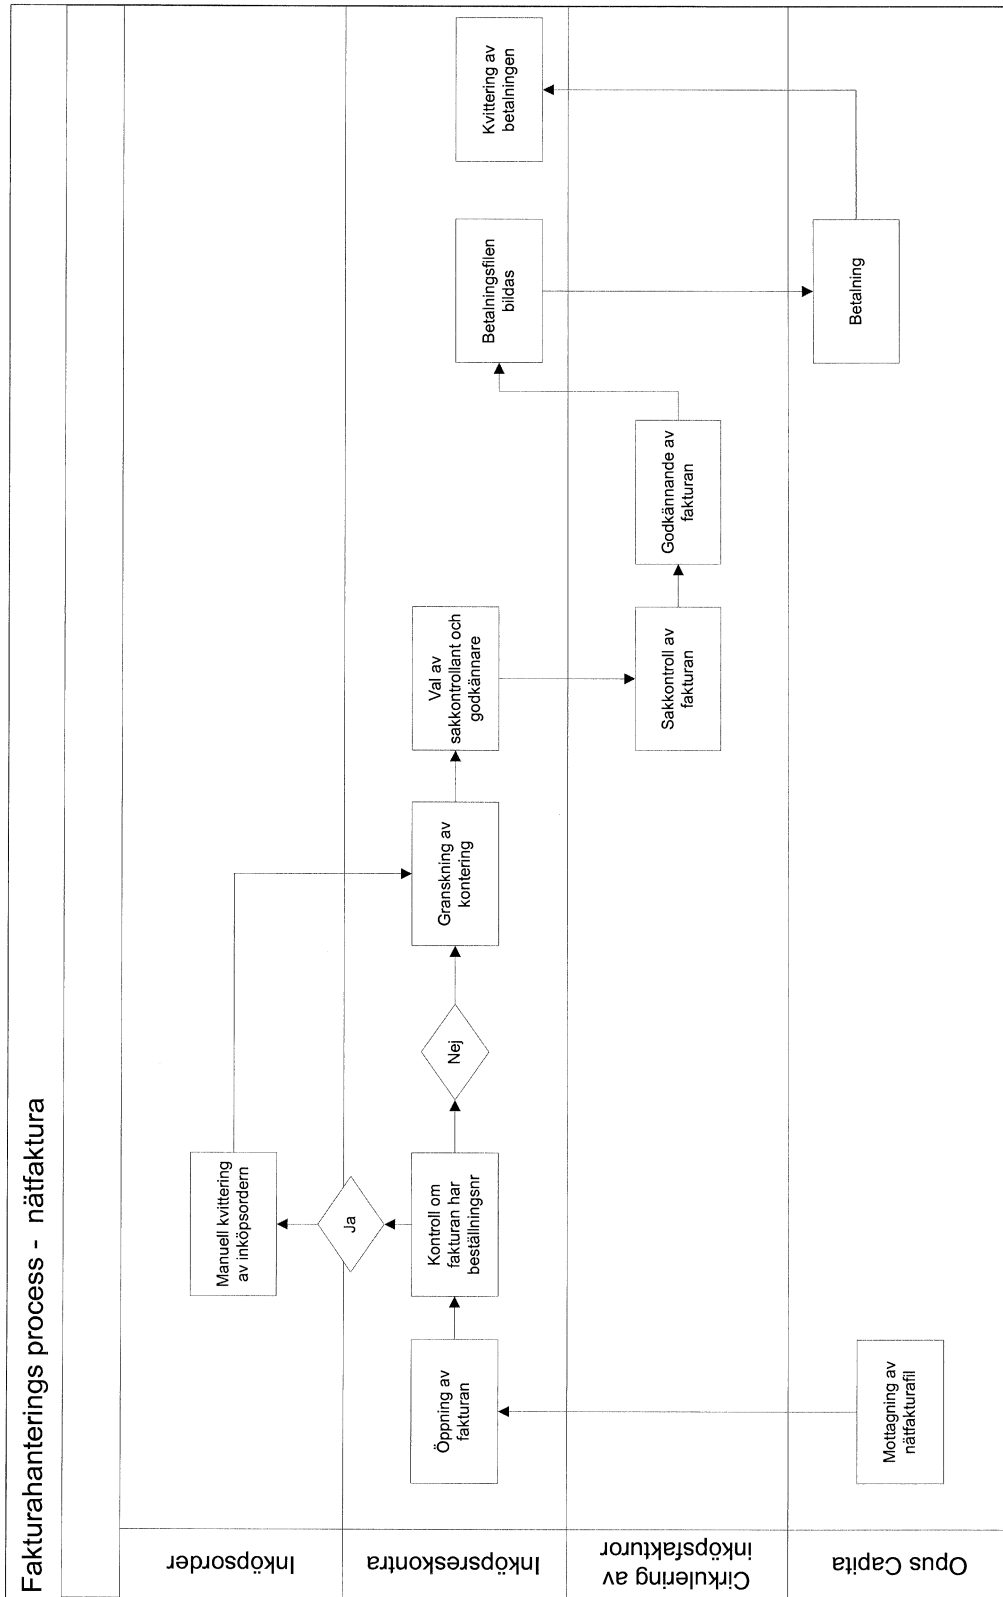 Fakturahanterings process - nätfaktura
Inköpsorder
Manuell kvittering
av inköpsordern
Ja
Inköpsreskontra
Öppning av
fakturan
Kontroll om
fakturan har
beställningsnr
Nej
Granskning av
kontering
Val av
sakkontrollant och
godkännare
Betalningsfilen
bildas
Kvittering av
betalningen
Cirkulering av
inköpsfakturor
Sakkontroll av
fakturan
Godkännande av
fakturan
Opus Capita
Mottagning av
nätfakturafil
Betalning